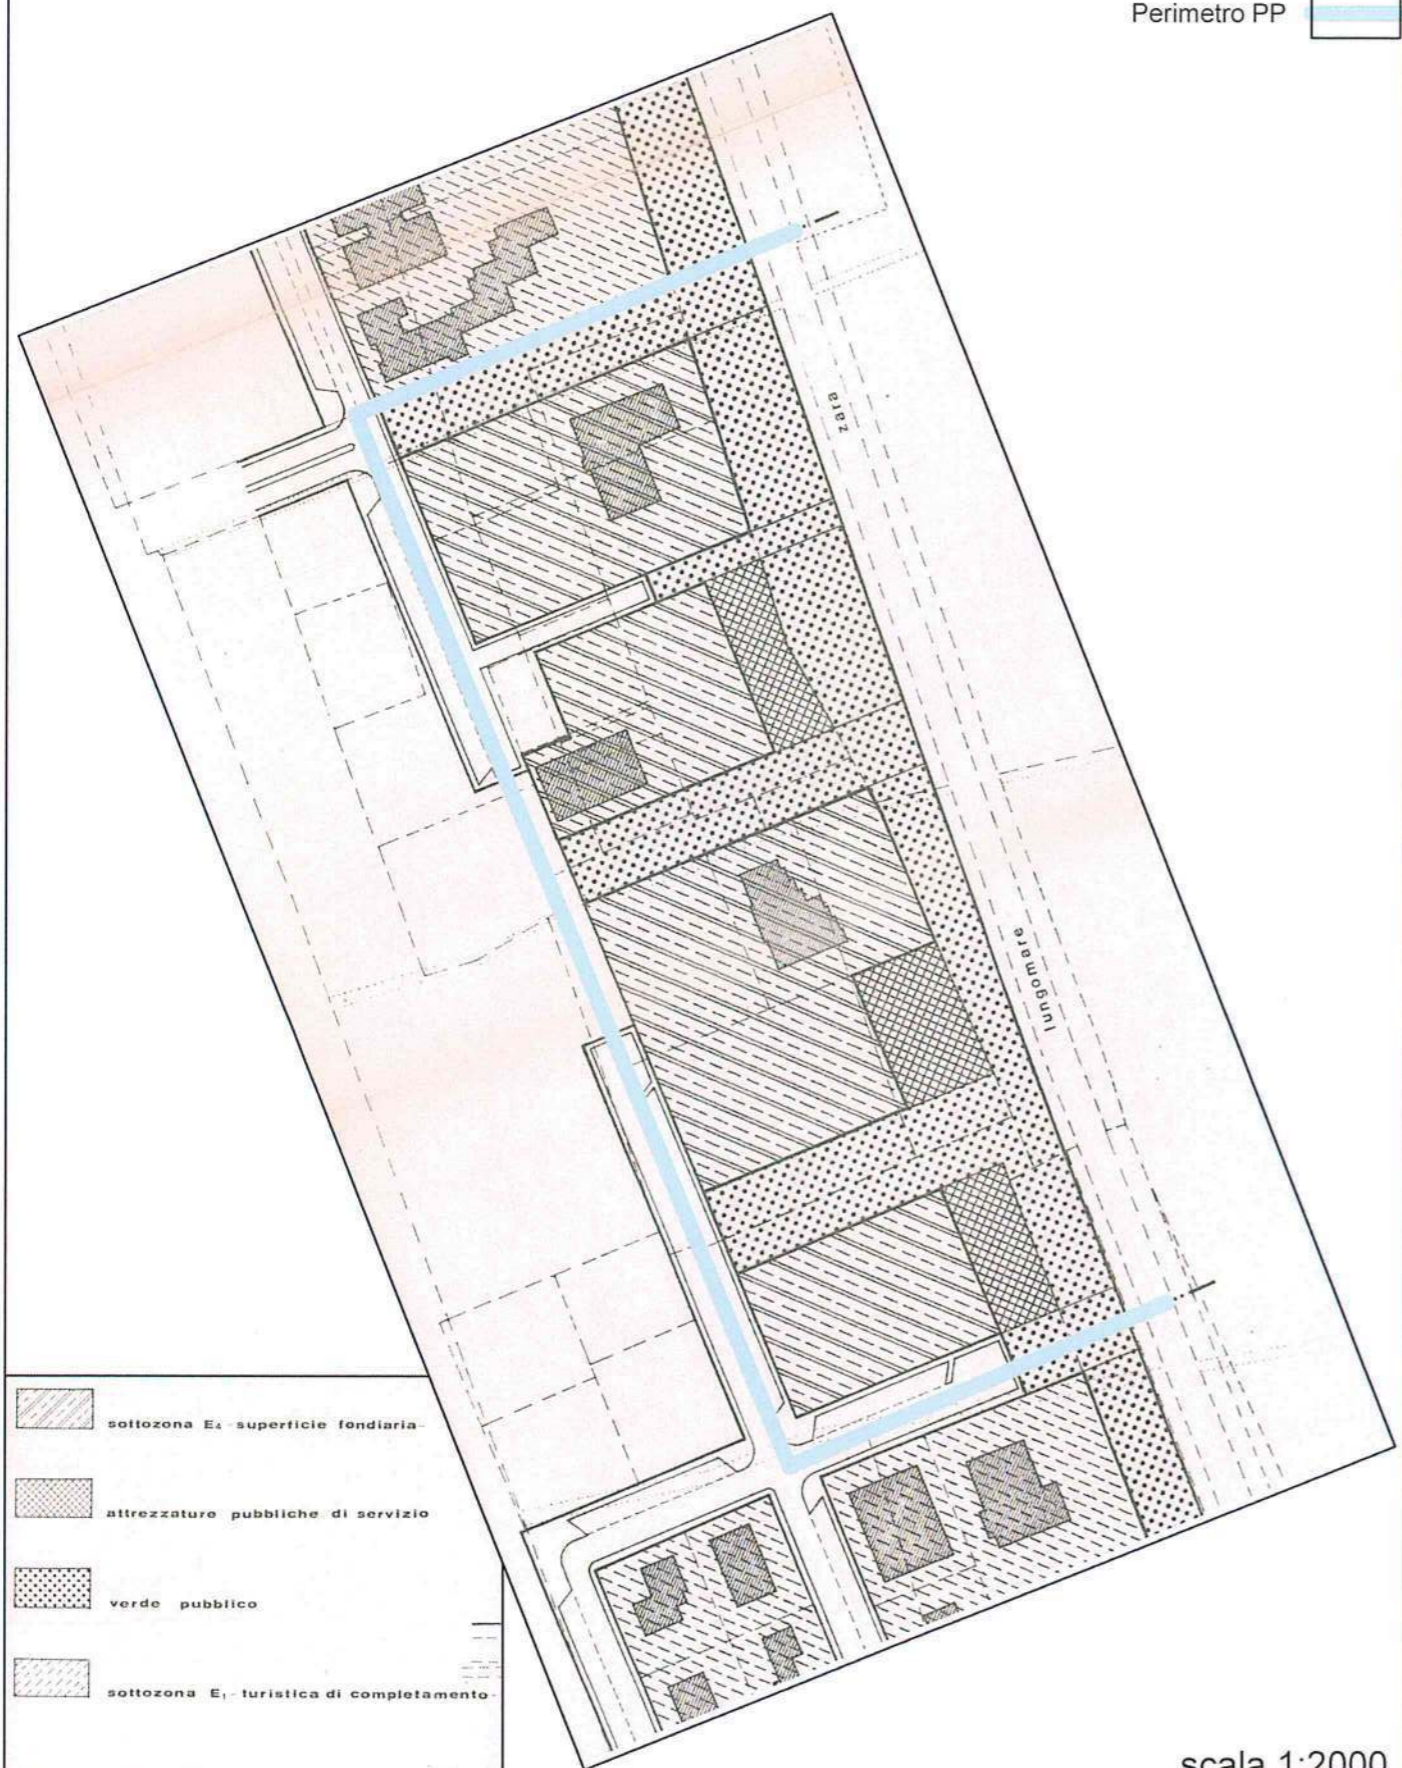 Perimetro PP
zara
lungomare
sottozona E₄ - superficie fondiaria -
attrezzature pubbliche di servizio
verde pubblico
sottozona E₁ - turistica di completamento -
scala 1:2000